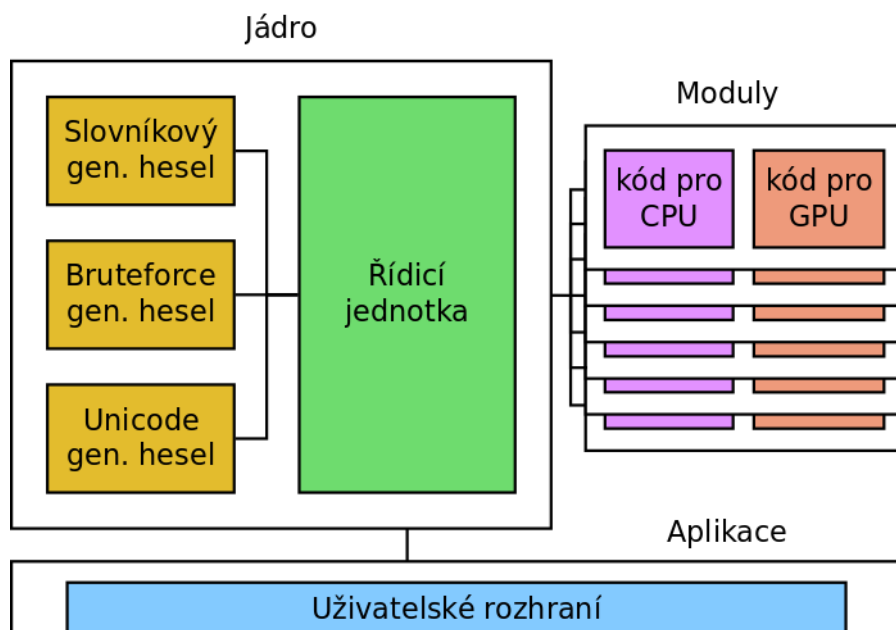 Jádro
Slovníkový
gen. hesel
Bruteforce
gen. hesel
Unicode
gen. hesel
Řídicí
jednotka
Moduly
kód pro
CPU
kód pro
GPU
Aplikace
Uživatelské rozhraní